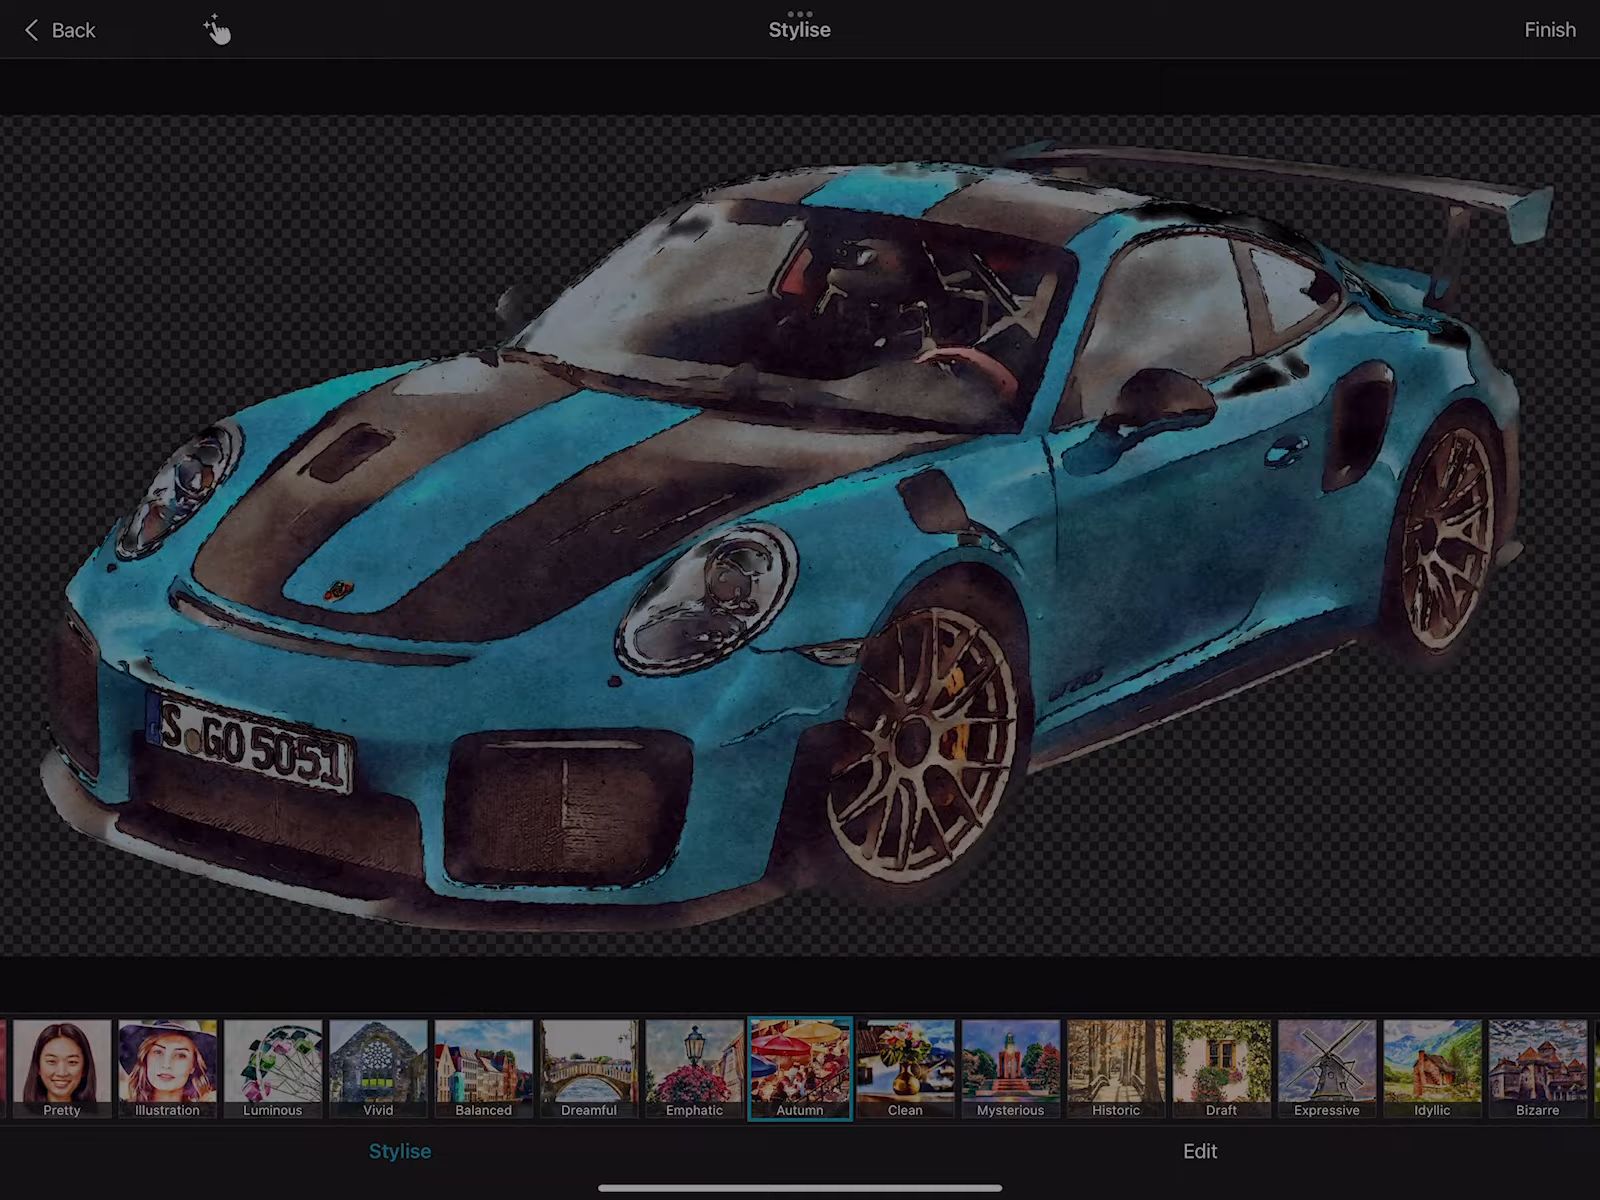 Back
Stylise
Finish
S GO 5051
Pretty
Illustration
Luminous
Vivid
Balanced
Dreamful
Emphatic
Autumn
Clean
Mysterious
Historic
Draft
Expressive
Idyllic
Bizarre
Stylise
Edit